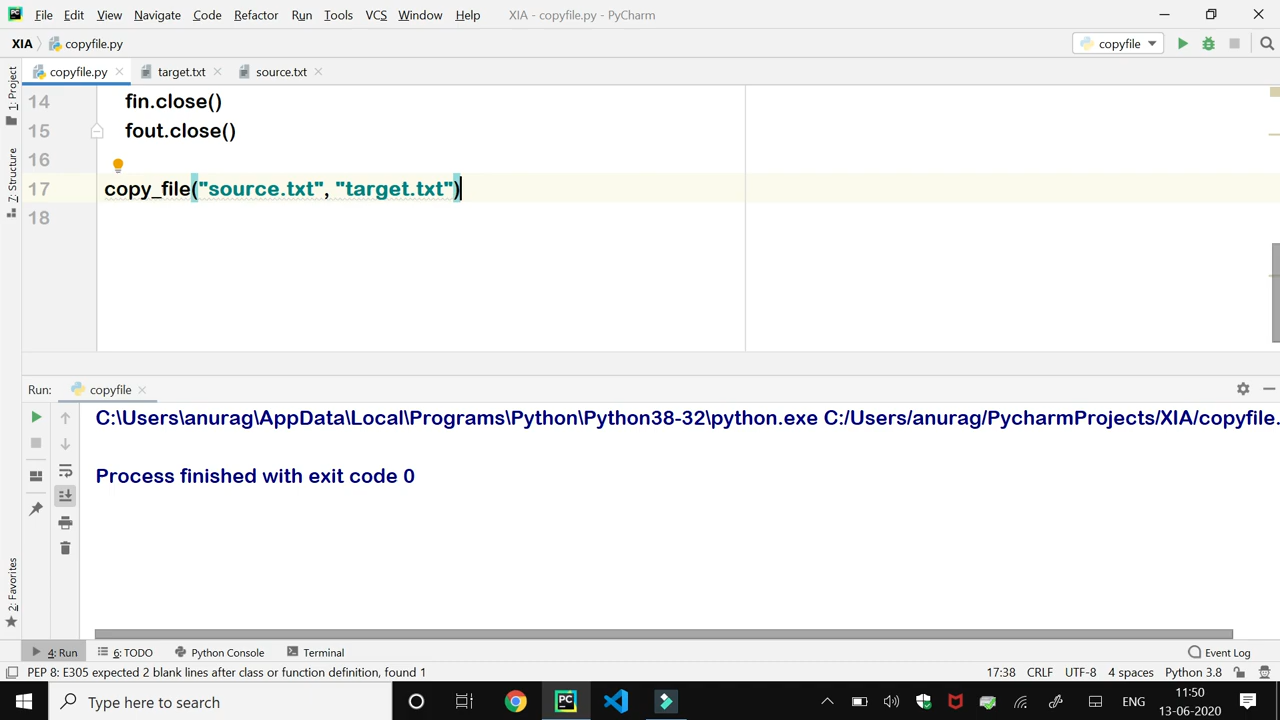 File Edit View Navigate Code Refactor Run Tools VCS Window Help XIA - copyfile.py - PyCharm
XIA copyfile.py copyfile
1: Project
7: Structure
2: Favorites
copyfile.py target.txt source.txt
14 fin.close()
15 fout.close()
16
17 copy_file("source.txt", "target.txt")
18
Run: copyfile
C:\Users\anurag\AppData\Local\Programs\Python\Python38-32\python.exe C:/Users/anurag/PycharmProjects/XIA/copyfile.
Process finished with exit code 0
4: Run 6: TODO Python Console Terminal Event Log
PEP 8: E305 expected 2 blank lines after class or function definition, found 1 17:38 CRLF UTF-8 4 spaces Python 3.8
Type here to search ENG 11:50
13-06-2020